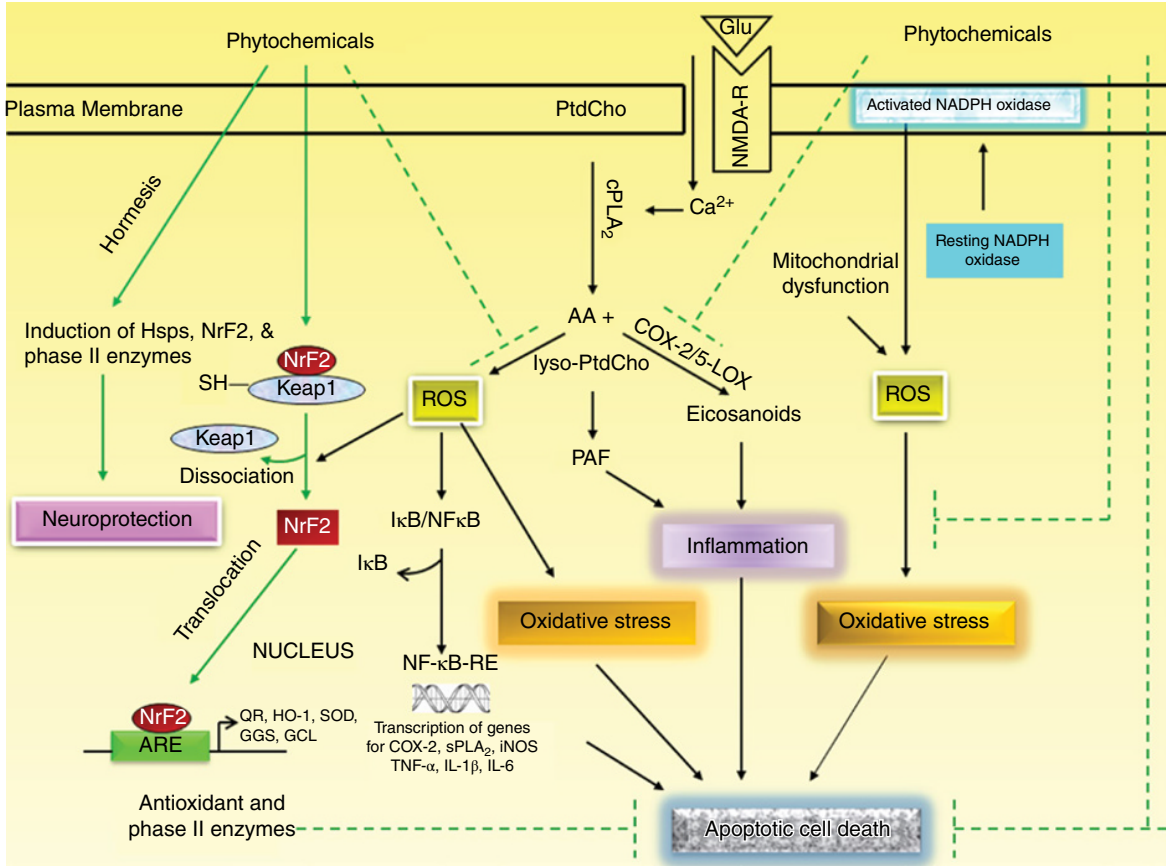 Phytochemicals
Glu
Phytochemicals
Plasma Membrane
PtdCho
NMDA-R
Activated NADPH oxidase
Hormesis
cPLA₂
Ca²⁺
Resting NADPH
oxidase
Mitochondrial
dysfunction
Induction of Hsps, NrF2, &
phase II enzymes
AA +
lyso-PtdCho
COX-2/5-LOX
NrF2
SH
Keap1
ROS
Eicosanoids
ROS
Keap1
Dissociation
PAF
Neuroprotection
NrF2
IκB/NFκB
Inflammation
IκB
Translocation
Oxidative stress
Oxidative stress
NUCLEUS
NF-κB-RE
NrF2
ARE
QR, HO-1, SOD,
GGS, GCL
Transcription of genes
for COX-2, sPLA₂, iNOS
TNF-α, IL-1β, IL-6
Antioxidant and
phase II enzymes
Apoptotic cell death